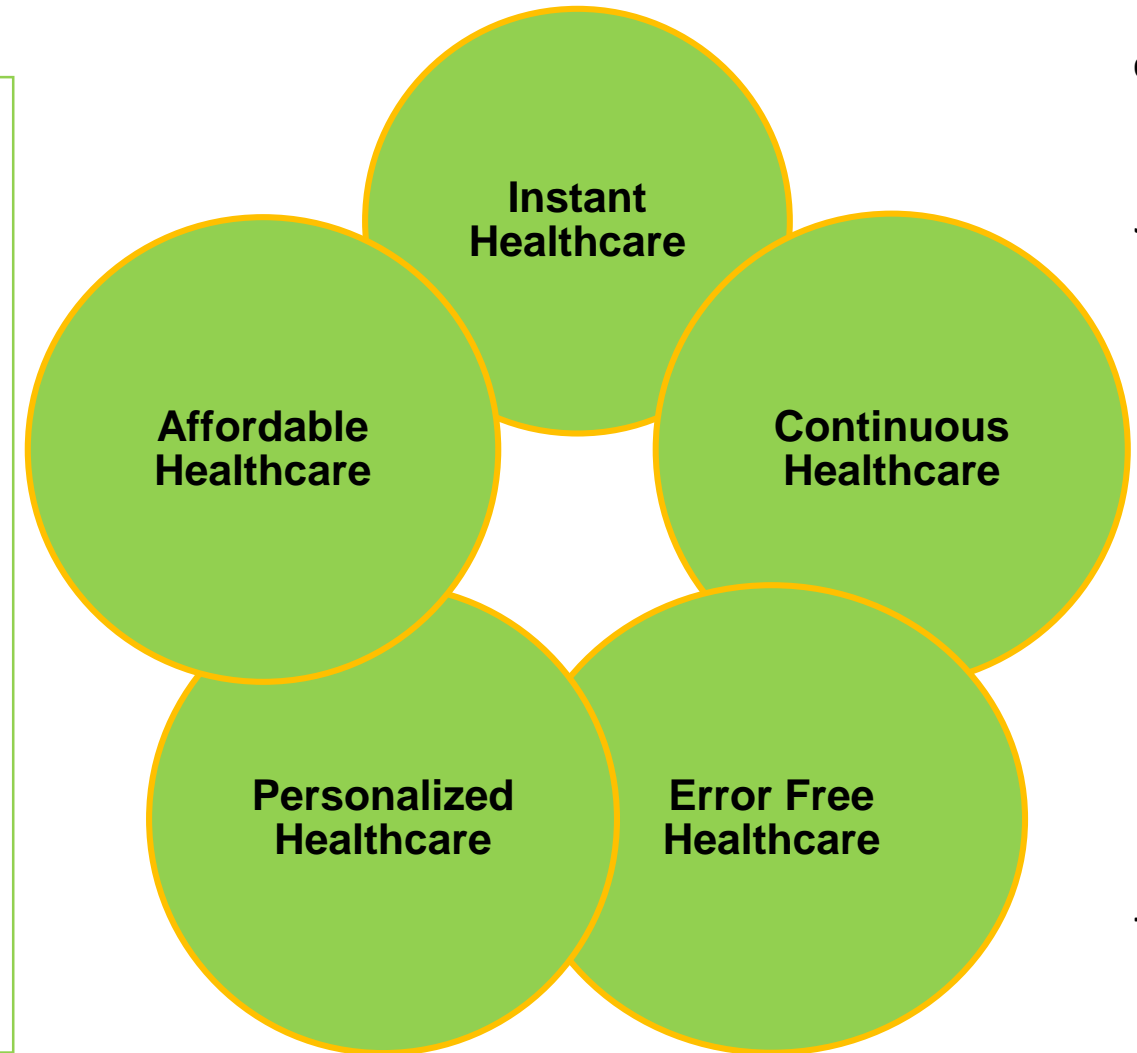 Instant
Healthcare
Continuous
Healthcare
Error Free
Healthcare
Personalized
Healthcare
Affordable
Healthcare